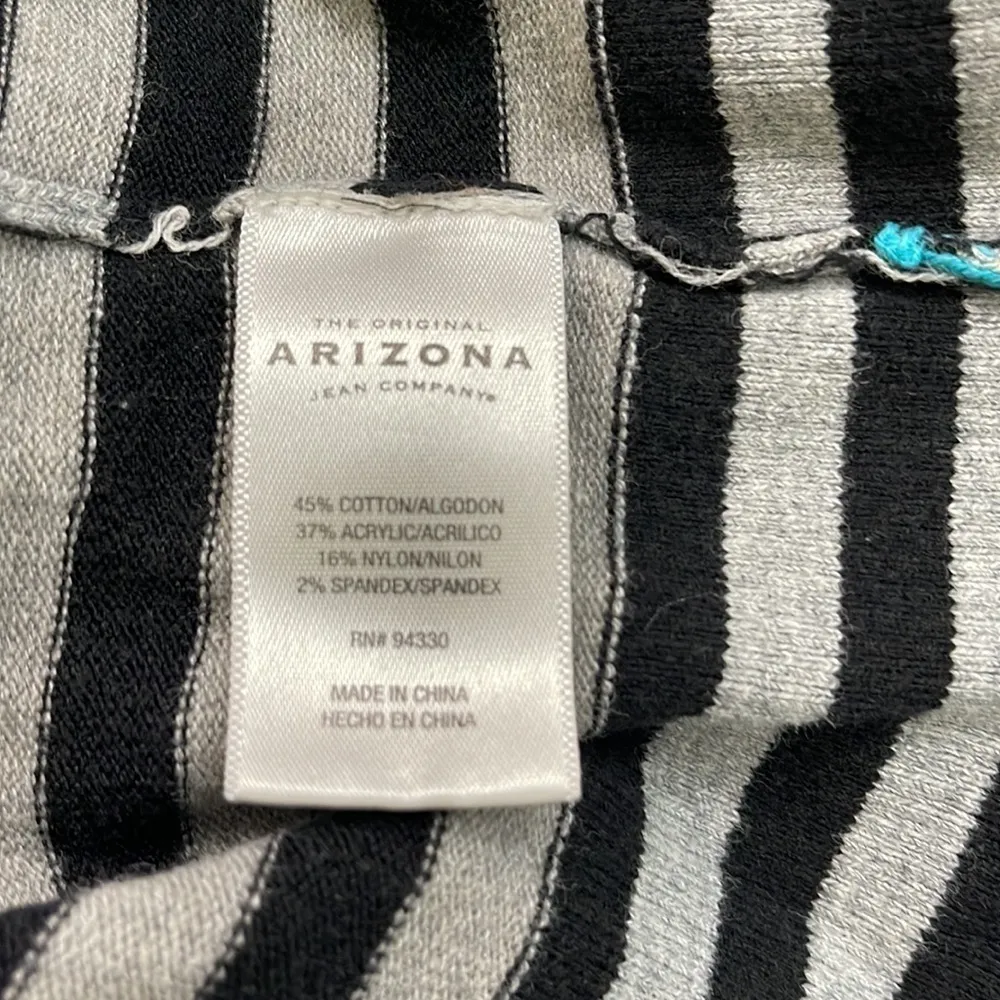 THE ORIGINAL
ARIZONA
JEAN COMPANY®
45% COTTON/ALGODON
37% ACRYLIC/ACRILICO
16% NYLON/NILON
2% SPANDEX/SPANDEX
RN# 94330
MADE IN CHINA
HECHO EN CHINA